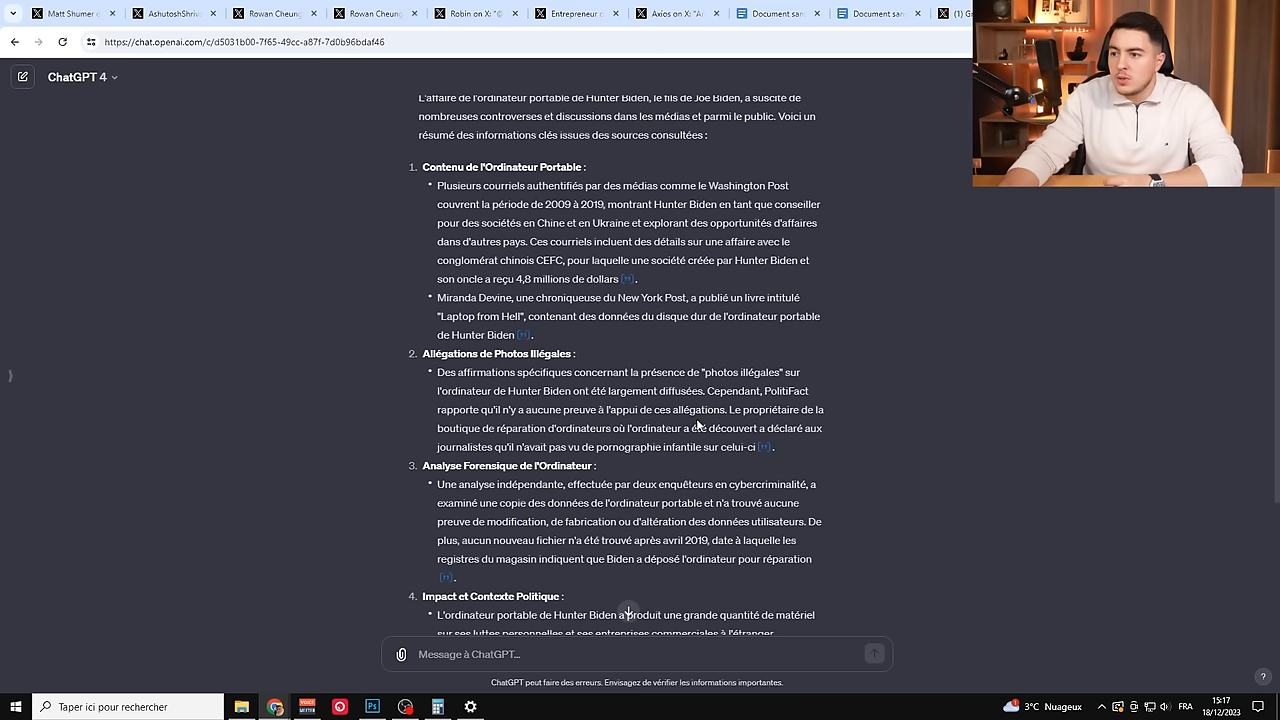 Matt Shumer
AshutoshShriv
Rowan Cheun
Cheung
Robin on X: "@
Entrepreneur
Axios on X: "A
Docume
Document san
(1) Gr
https://chat.openai.com/c/d5031b00-7f65-49cc-a87f-7d0b96bdaf46
ChatGPT 4
L'affaire de l'ordinateur portable de Hunter Biden, le fils de Joe Biden, a suscité de
nombreuses controverses et discussions dans les médias et parmi le public. Voici un
résumé des informations clés issues des sources consultées :
1. Contenu de l'Ordinateur Portable :
• Plusieurs courriels authentifiés par des médias comme le Washington Post
couvrent la période de 2009 à 2019, montrant Hunter Biden en tant que conseiller
pour des sociétés en Chine et en Ukraine et explorant des opportunités d'affaires
dans d'autres pays. Ces courriels incluent des détails sur une affaire avec le
conglomérat chinois CEFC, pour laquelle une société créée par Hunter Biden et
son oncle a reçu 4,8 millions de dollars ["].
• Miranda Devine, une chroniqueuse du New York Post, a publié un livre intitulé
"Laptop from Hell", contenant des données du disque dur de l'ordinateur portable
de Hunter Biden ["].
2. Allégations de Photos Illégales :
• Des affirmations spécifiques concernant la présence de "photos illégales" sur
l'ordinateur de Hunter Biden ont été largement diffusées. Cependant, PolitiFact
rapporte qu'il n'y a aucune preuve à l'appui de ces allégations. Le propriétaire de la
boutique de réparation d'ordinateurs où l'ordinateur a été découvert a déclaré aux
journalistes qu'il n'avait pas vu de pornographie infantile sur celui-ci ["].
3. Analyse Forensique de l'Ordinateur :
• Une analyse indépendante, effectuée par deux enquêteurs en cybercriminalité, a
examiné une copie des données de l'ordinateur portable et n'a trouvé aucune
preuve de modification, de fabrication ou d'altération des données utilisateurs. De
plus, aucun nouveau fichier n'a été trouvé après avril 2019, date à laquelle les
registres du magasin indiquent que Biden a déposé l'ordinateur pour réparation
["].
4. Impact et Contexte Politique :
• L'ordinateur portable de Hunter Biden a produit une grande quantité de matériel
sur ses luttes personnelles et ses entreprises commerciales à l'étranger
Message à ChatGPT...
ChatGPT peut faire des erreurs. Envisagez de vérifier les informations importantes.
?
Taper ici pour rechercher
VOICE
Ps
1
3°C Nuageux
FRA
15:17
18/12/2023